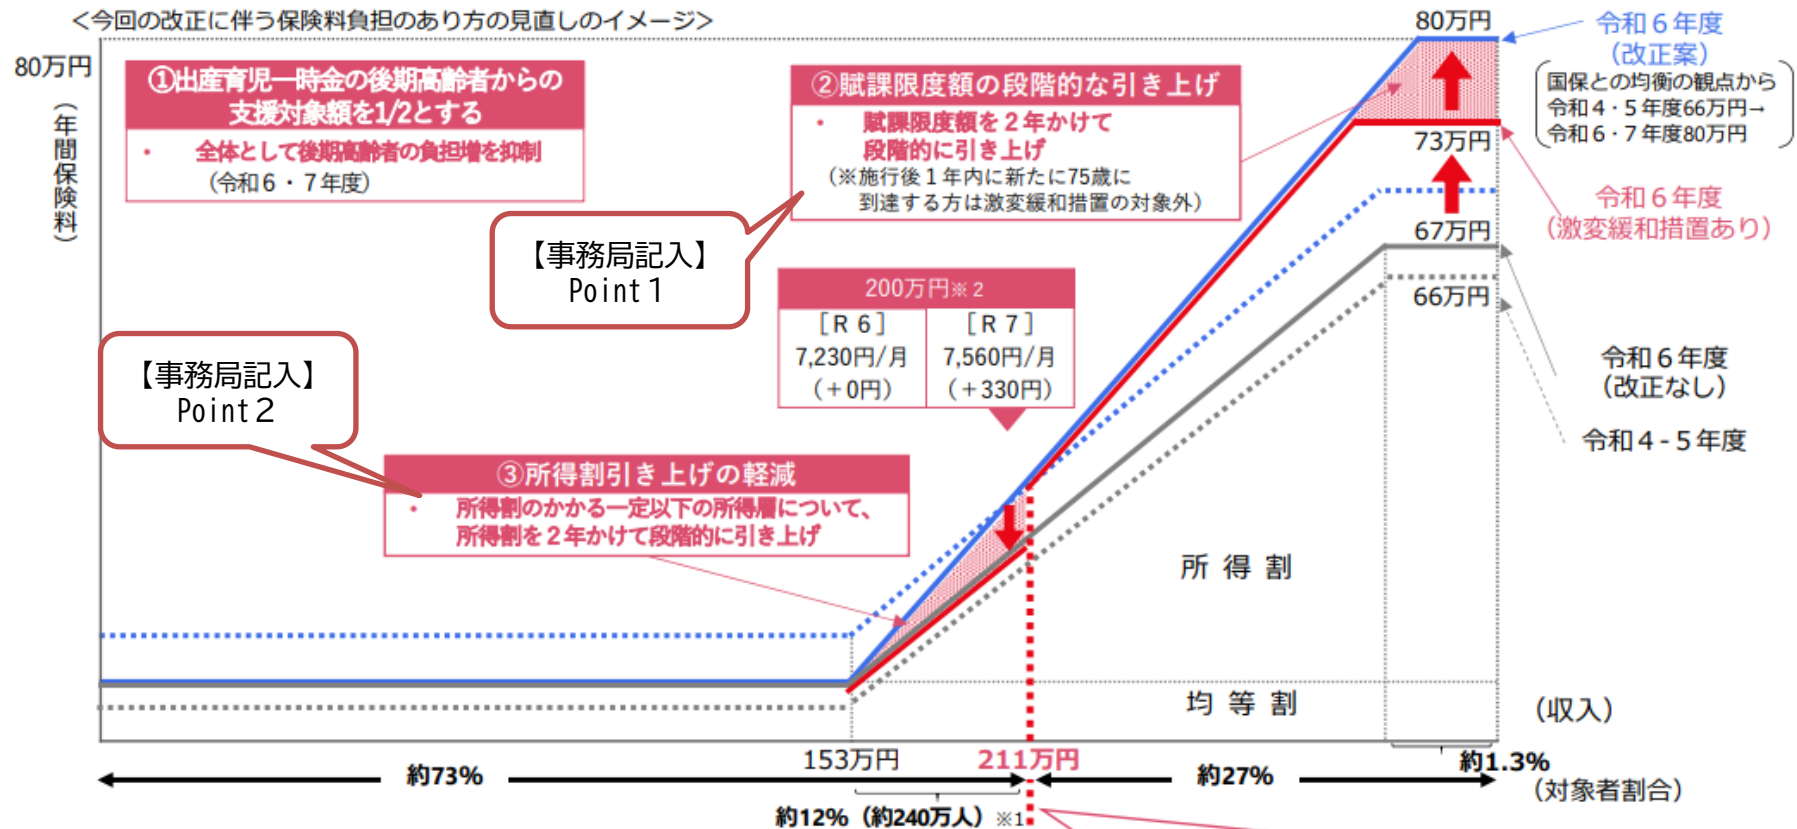 ＜今回の改正に伴う保険料負担のあり方の見直しのイメージ＞
80万円
（年間保険料）
①出産育児一時金の後期高齢者からの
支援対象額を1/2とする
・ 全体として後期高齢者の負担増を抑制
（令和６・７年度）
②賦課限度額の段階的な引き上げ
・ 賦課限度額を２年かけて
段階的に引き上げ
（※施行後１年内に新たに75歳に
到達する方は激変緩和措置の対象外）
【事務局記入】
Point１
200万円※２
［Ｒ６］
7,230円/月
（＋0円）
［Ｒ７］
7,560円/月
（＋330円）
【事務局記入】
Point２
③所得割引き上げの軽減
・ 所得割のかかる一定以下の所得層について、
所得割を２年かけて段階的に引き上げ
80万円
73万円
67万円
66万円
令和６年度
（改正案）
国保との均衡の観点から
令和４・５年度66万円→
令和６・７年度80万円
令和６年度
（激変緩和措置あり）
令和６年度
（改正なし）
令和４-５年度
所得割
均等割
（収入）
153万円
211万円
約73%
約27%
約1.3%
（対象者割合）
約12%（約240万人）※1